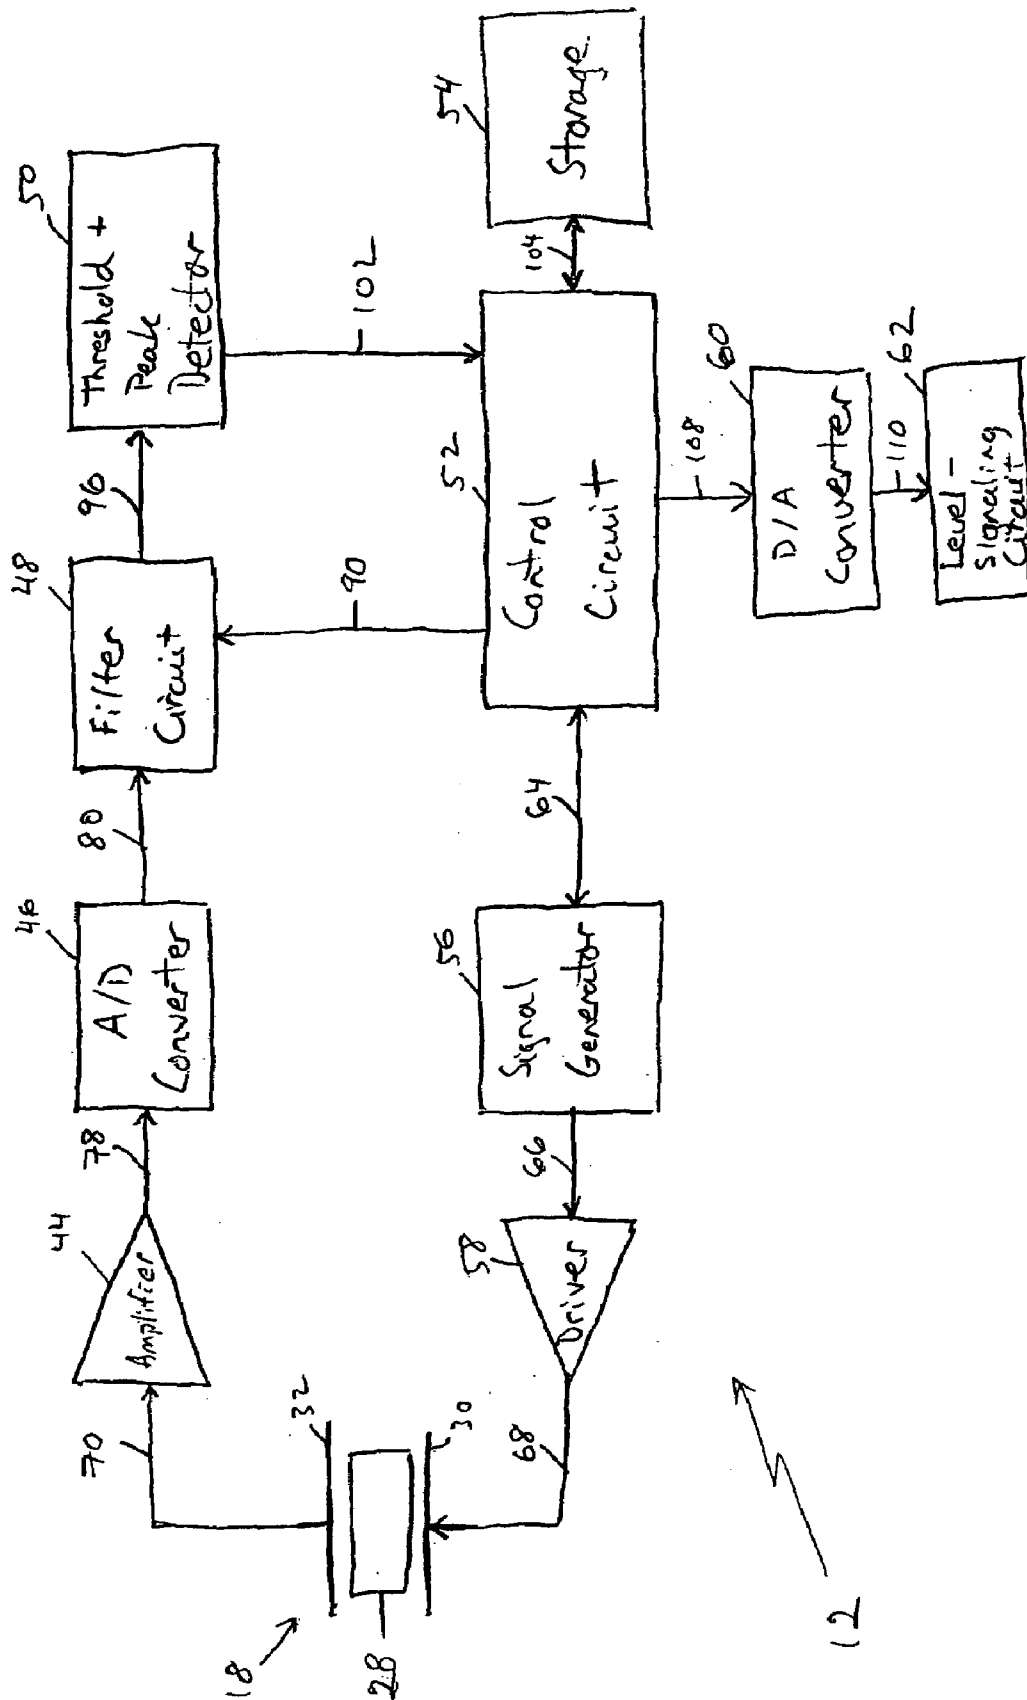 18
28
32
30
70
Amplifier
44
78
A/D
Converter
46
80
Filter
Circuit
48
96
Threshold +
Peak
Detector
50
102
90
Control
Circuit
52
104
Storage
54
64
Signal
Generator
56
66
Driver
58
68
108
D/A
Converter
60
110
Level-
Signaling
Circuit
62
12